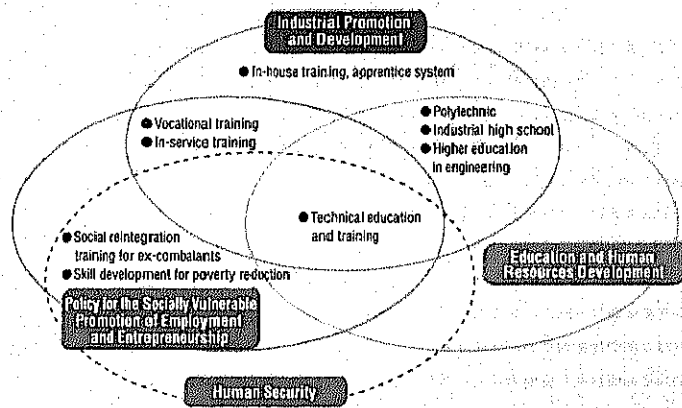 Industrial Promotion
and Development
● In-house training, apprentice system
● Vocational training
● In-service training
● Polytechnic
● Industrial high school
● Higher education
in engineering
● Technical education
and training
● Social reintegration
training for ex-combatants
● Skill development for poverty reduction
Education and Human
Resources Development
Policy for the Socially Vulnerable
Promotion of Employment
and Entrepreneurship
Human Security